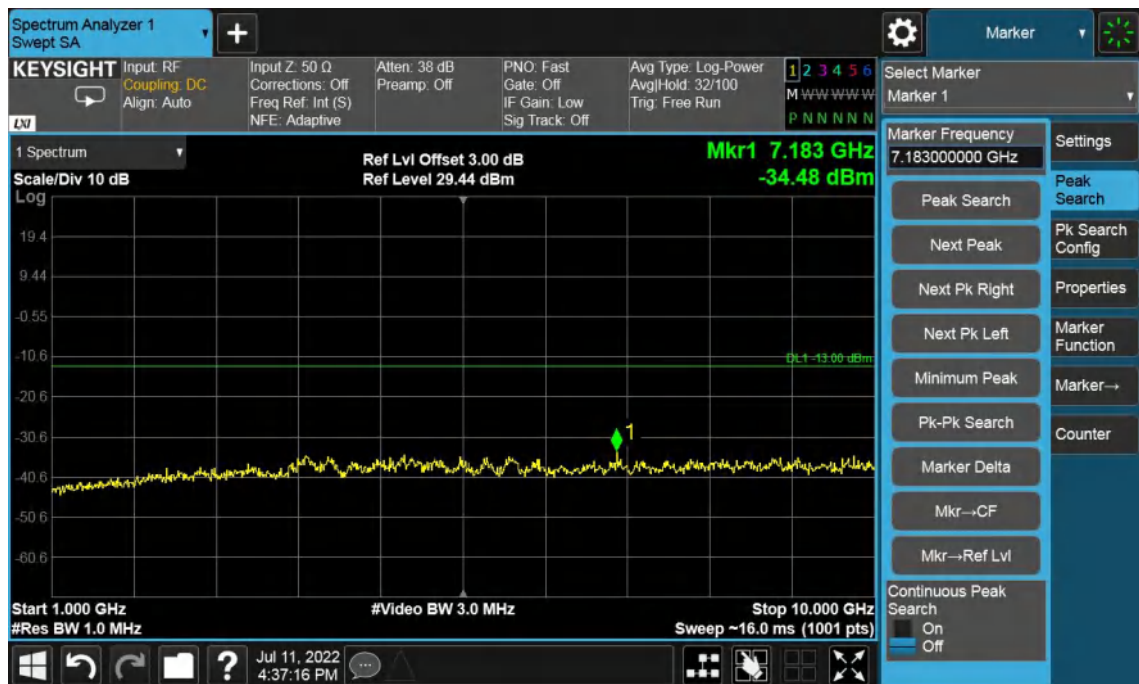 Spectrum Analyzer 1
Swept SA
+
Marker
KEYSIGHT
Input: RF
Coupling: DC
Align: Auto
Input Z: 50 Ω
Corrections: Off
Freq Ref: Int (S)
NFE: Adaptive
Atten: 38 dB
Preamp: Off
PNO: Fast
Gate: Off
IF Gain: Low
Sig Track: Off
Avg Type: Log-Power
Avg|Hold: 32/100
Trig: Free Run
1 2 3 4 5 6
M W W W W W
P N N N N N
LXI
Select Marker
Marker 1
1 Spectrum
Scale/Div 10 dB
Ref Lvl Offset 3.00 dB
Ref Level 29.44 dBm
Mkr1 7.183 GHz
-34.48 dBm
Log
19.4
9.44
-0.55
-10.6
-20.6
-30.6
-40.6
-50.6
-60.6
DL1 -13.00 dBm
1
Start 1.000 GHz
#Res BW 1.0 MHz
#Video BW 3.0 MHz
Stop 10.000 GHz
Sweep ~16.0 ms (1001 pts)
Marker Frequency
7.183000000 GHz
Peak Search
Next Peak
Next Pk Right
Next Pk Left
Minimum Peak
Pk-Pk Search
Marker Delta
Mkr→CF
Mkr→Ref Lvl
Continuous Peak
Search
On
Off
Settings
Peak
Search
Pk Search
Config
Properties
Marker
Function
Marker→
Counter
?
Jul 11, 2022
4:37:16 PM